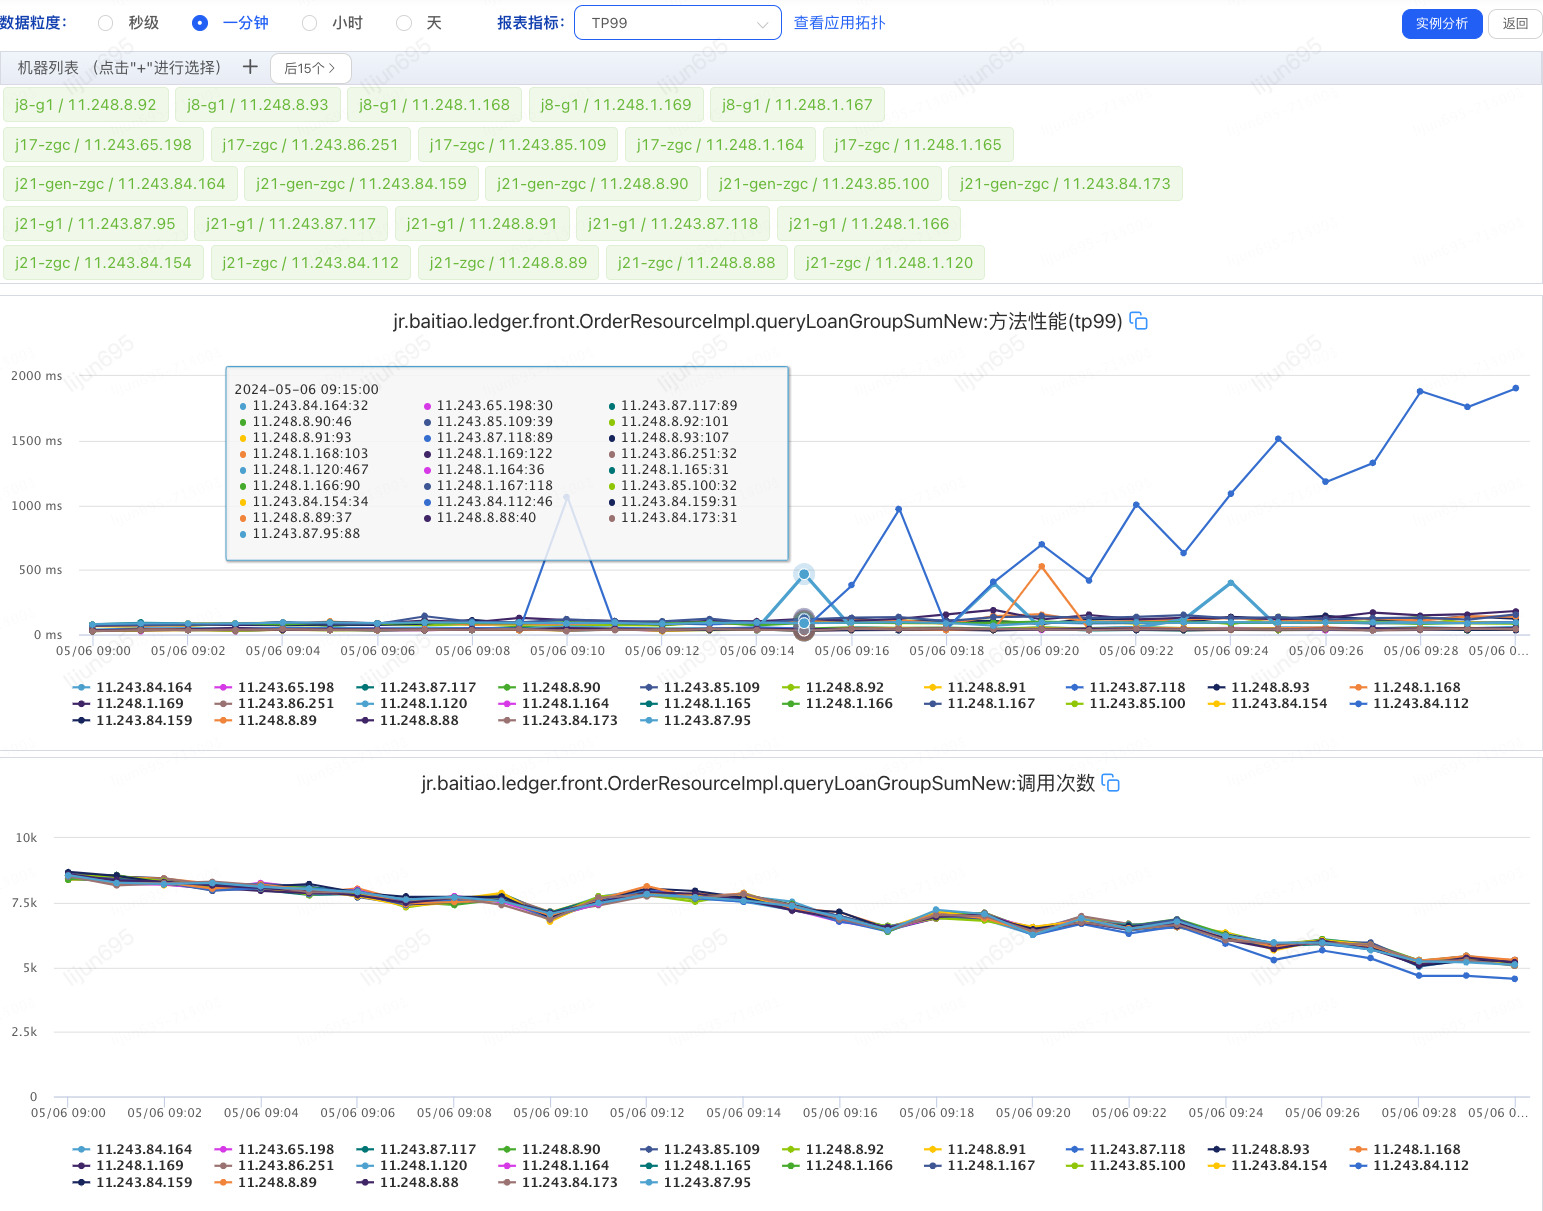 数据粒度： 秒级 一分钟 小时 天 报表指标： TP99 查看应用拓扑 实例分析 返回
机器列表 （点击"+"进行选择） + 后15个
j8-g1 / 11.248.8.92 j8-g1 / 11.248.8.93 j8-g1 / 11.248.1.168 j8-g1 / 11.248.1.169 j8-g1 / 11.248.1.167
j17-zgc / 11.243.65.198 j17-zgc / 11.243.86.251 j17-zgc / 11.243.85.109 j17-zgc / 11.248.1.164 j17-zgc / 11.248.1.165
j21-gen-zgc / 11.243.84.164 j21-gen-zgc / 11.243.84.159 j21-gen-zgc / 11.248.8.90 j21-gen-zgc / 11.243.85.100 j21-gen-zgc / 11.243.84.173
j21-g1 / 11.243.87.95 j21-g1 / 11.243.87.117 j21-g1 / 11.248.8.91 j21-g1 / 11.243.87.118 j21-g1 / 11.248.1.166
j21-zgc / 11.243.84.154 j21-zgc / 11.243.84.112 j21-zgc / 11.248.8.89 j21-zgc / 11.248.8.88 j21-zgc / 11.248.1.120
jr.baitiao.ledger.front.OrderResourceImpl.queryLoanGroupSumNew:方法性能(tp99)
2000 ms
1500 ms
1000 ms
500 ms
0 ms
2024-05-06 09:15:00
11.243.84.164:32 11.243.65.198:30 11.243.87.117:89
11.248.8.90:46 11.243.85.109:39 11.248.8.92:101
11.248.8.91:93 11.243.87.118:89 11.248.8.93:107
11.248.1.168:103 11.248.1.169:122 11.243.86.251:32
11.248.1.120:467 11.248.1.164:36 11.248.1.165:31
11.248.1.166:90 11.248.1.167:118 11.243.85.100:32
11.243.84.154:34 11.243.84.112:46 11.243.84.159:31
11.248.8.89:37 11.248.8.88:40 11.243.84.173:31
11.243.87.95:88
05/06 09:00 05/06 09:02 05/06 09:04 05/06 09:06 05/06 09:08 05/06 09:10 05/06 09:12 05/06 09:14 05/06 09:16 05/06 09:18 05/06 09:20 05/06 09:22 05/06 09:24 05/06 09:26 05/06 09:28 05/06 0...
11.243.84.164 11.243.65.198 11.243.87.117 11.248.8.90 11.243.85.109 11.248.8.92 11.248.8.91 11.243.87.118 11.248.8.93 11.248.1.168
11.248.1.169 11.243.86.251 11.248.1.120 11.248.1.164 11.248.1.165 11.248.1.166 11.248.1.167 11.243.85.100 11.243.84.154 11.243.84.112
11.243.84.159 11.248.8.89 11.248.8.88 11.243.84.173 11.243.87.95
jr.baitiao.ledger.front.OrderResourceImpl.queryLoanGroupSumNew:调用次数
10k
7.5k
5k
2.5k
0
05/06 09:00 05/06 09:02 05/06 09:04 05/06 09:06 05/06 09:08 05/06 09:10 05/06 09:12 05/06 09:14 05/06 09:16 05/06 09:18 05/06 09:20 05/06 09:22 05/06 09:24 05/06 09:26 05/06 09:28 05/06 0...
11.243.84.164 11.243.65.198 11.243.87.117 11.248.8.90 11.243.85.109 11.248.8.92 11.248.8.91 11.243.87.118 11.248.8.93 11.248.1.168
11.248.1.169 11.243.86.251 11.248.1.120 11.248.1.164 11.248.1.165 11.248.1.166 11.248.1.167 11.243.85.100 11.243.84.154 11.243.84.112
11.243.84.159 11.248.8.89 11.248.8.88 11.243.84.173 11.243.87.95
lijun695